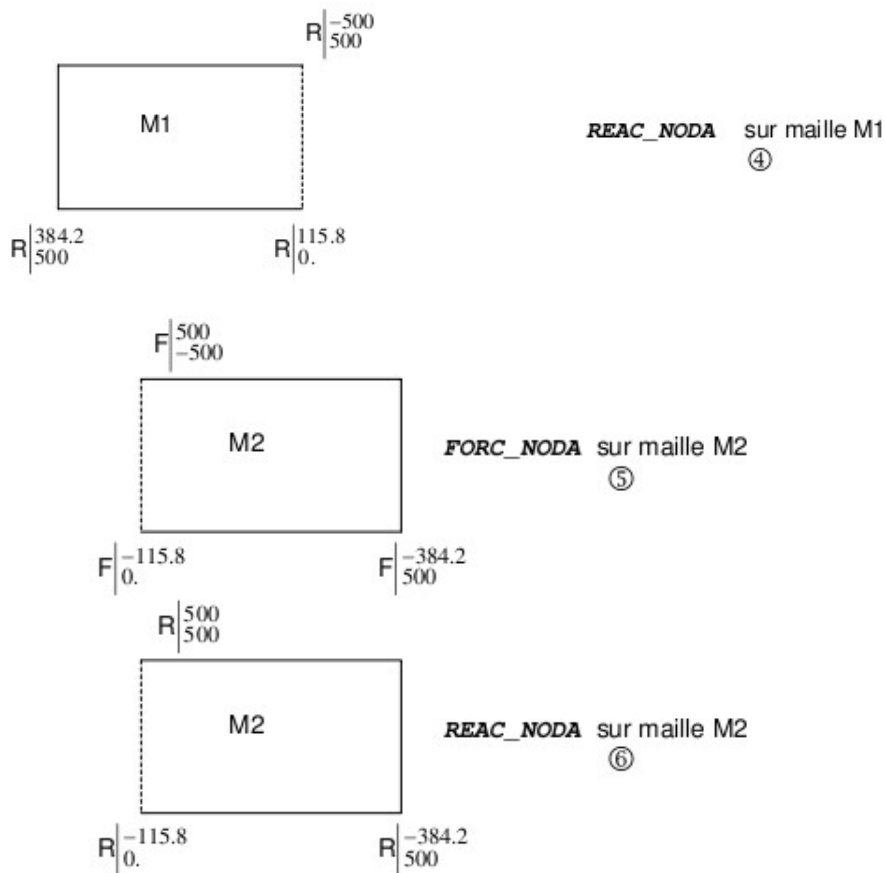 R|-500
500
M1
REAC_NODA sur maille M1
④
R|384.2
500
R|115.8
0.
F|500
-500
M2
FORC_NODA sur maille M2
⑤
F|-115.8
0.
F|-384.2
500
R|500
500
M2
REAC_NODA sur maille M2
⑥
R|-115.8
0.
R|-384.2
500